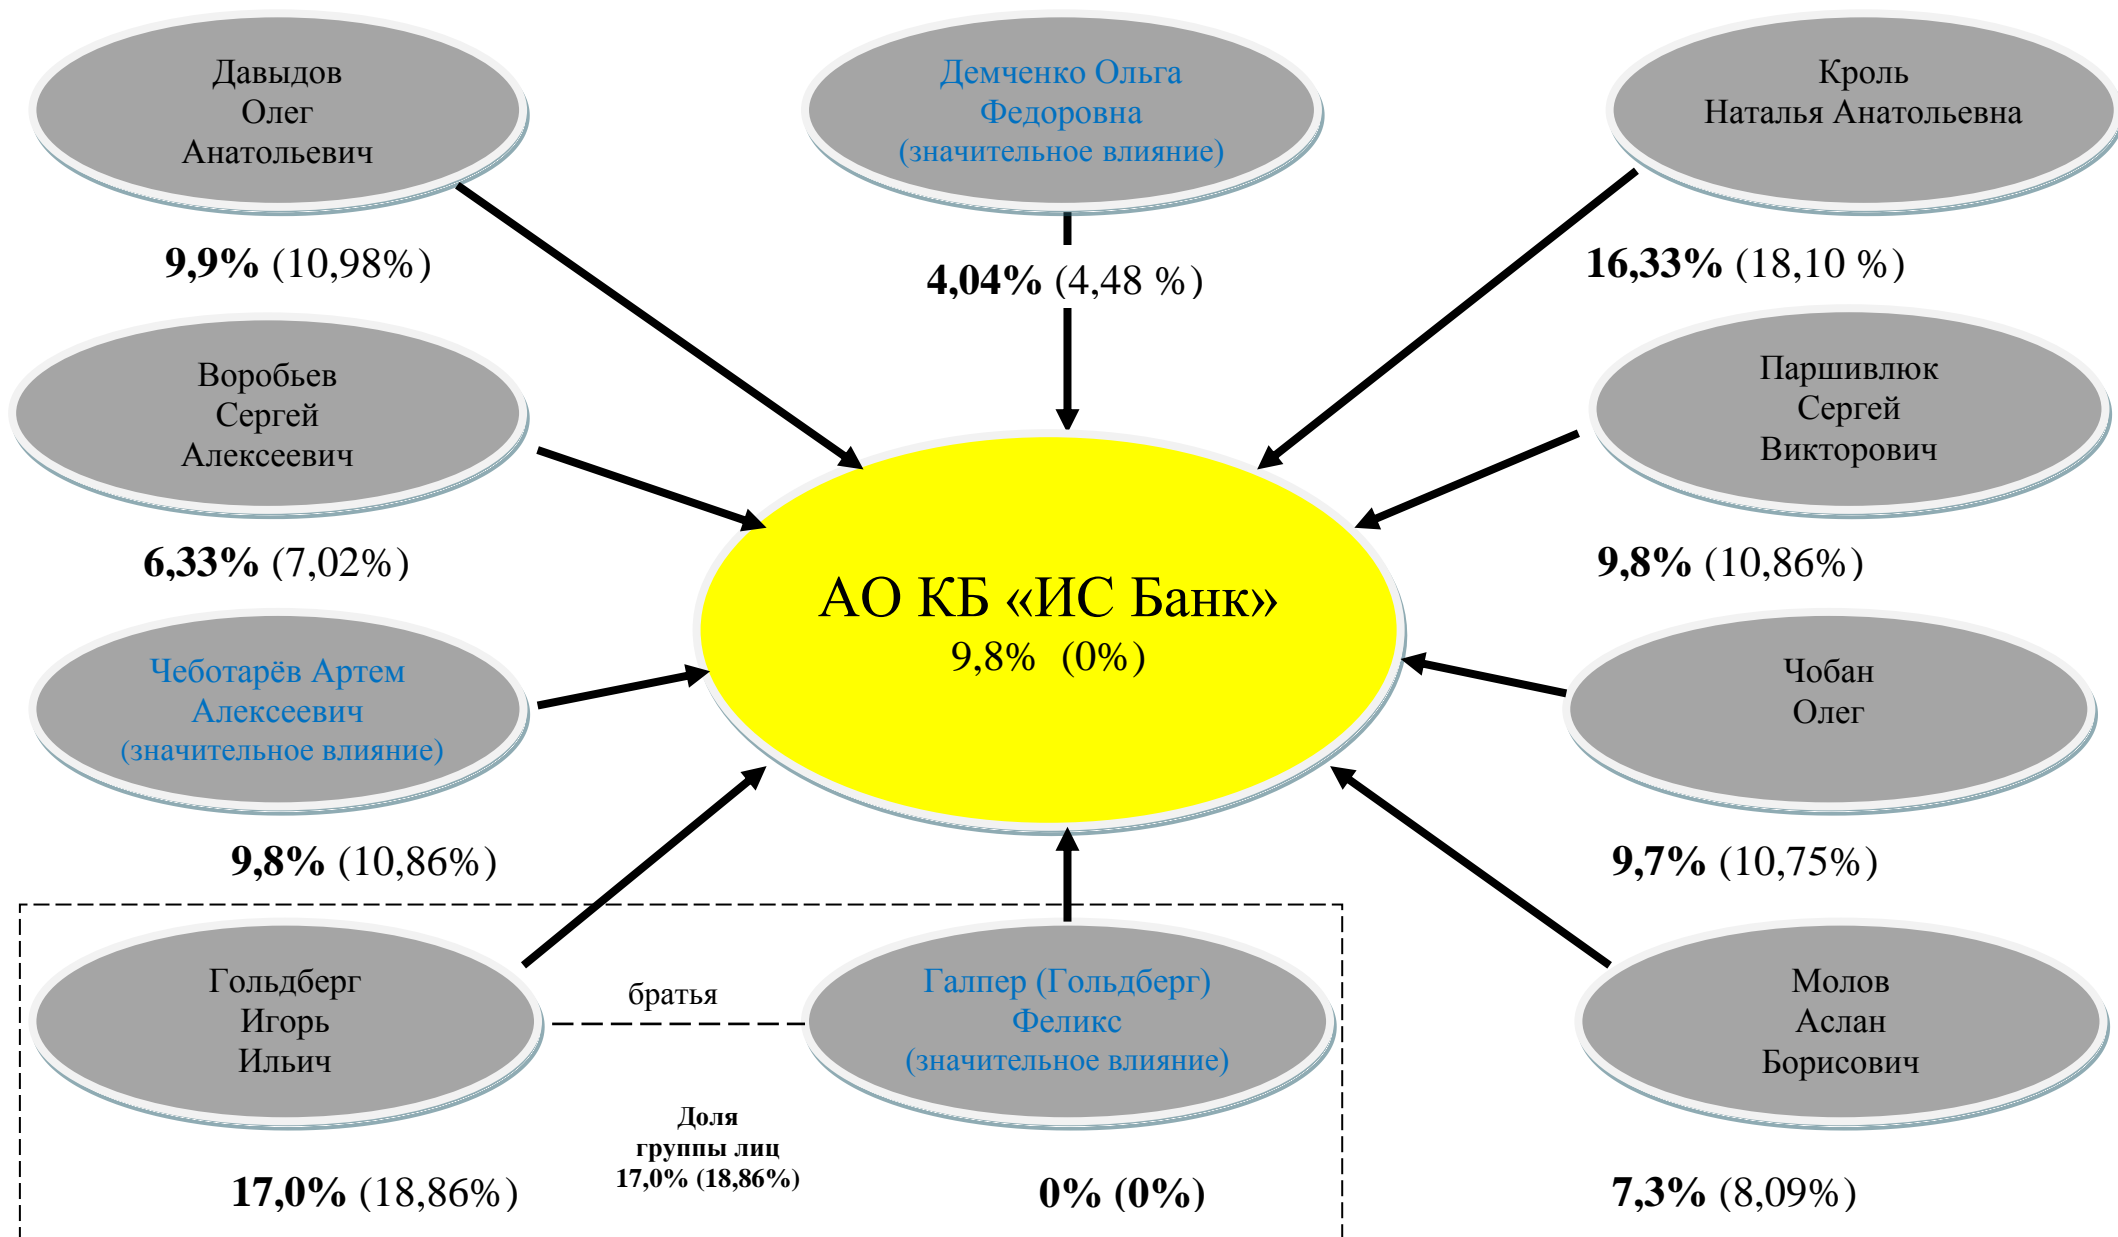 Давыдов
Олег
Анатольевич
9,9% (10,98%)
Демченко Ольга
Федоровна
(значительное влияние)
4,04% (4,48 %)
Кроль
Наталья Анатольевна
16,33% (18,10 %)
Воробьев
Сергей
Алексеевич
6,33% (7,02%)
Паршивлюк
Сергей
Викторович
9,8% (10,86%)
АО КБ «ИС Банк»
9,8% (0%)
Чеботарёв Артем
Алексеевич
(значительное влияние)
9,8% (10,86%)
Чобан
Олег
9,7% (10,75%)
Гольдберг
Игорь
Ильич
17,0% (18,86%)
братья
Доля
группы лиц
17,0% (18,86%)
Галпер (Гольдберг)
Феликс
(значительное влияние)
0% (0%)
Молов
Аслан
Борисович
7,3% (8,09%)